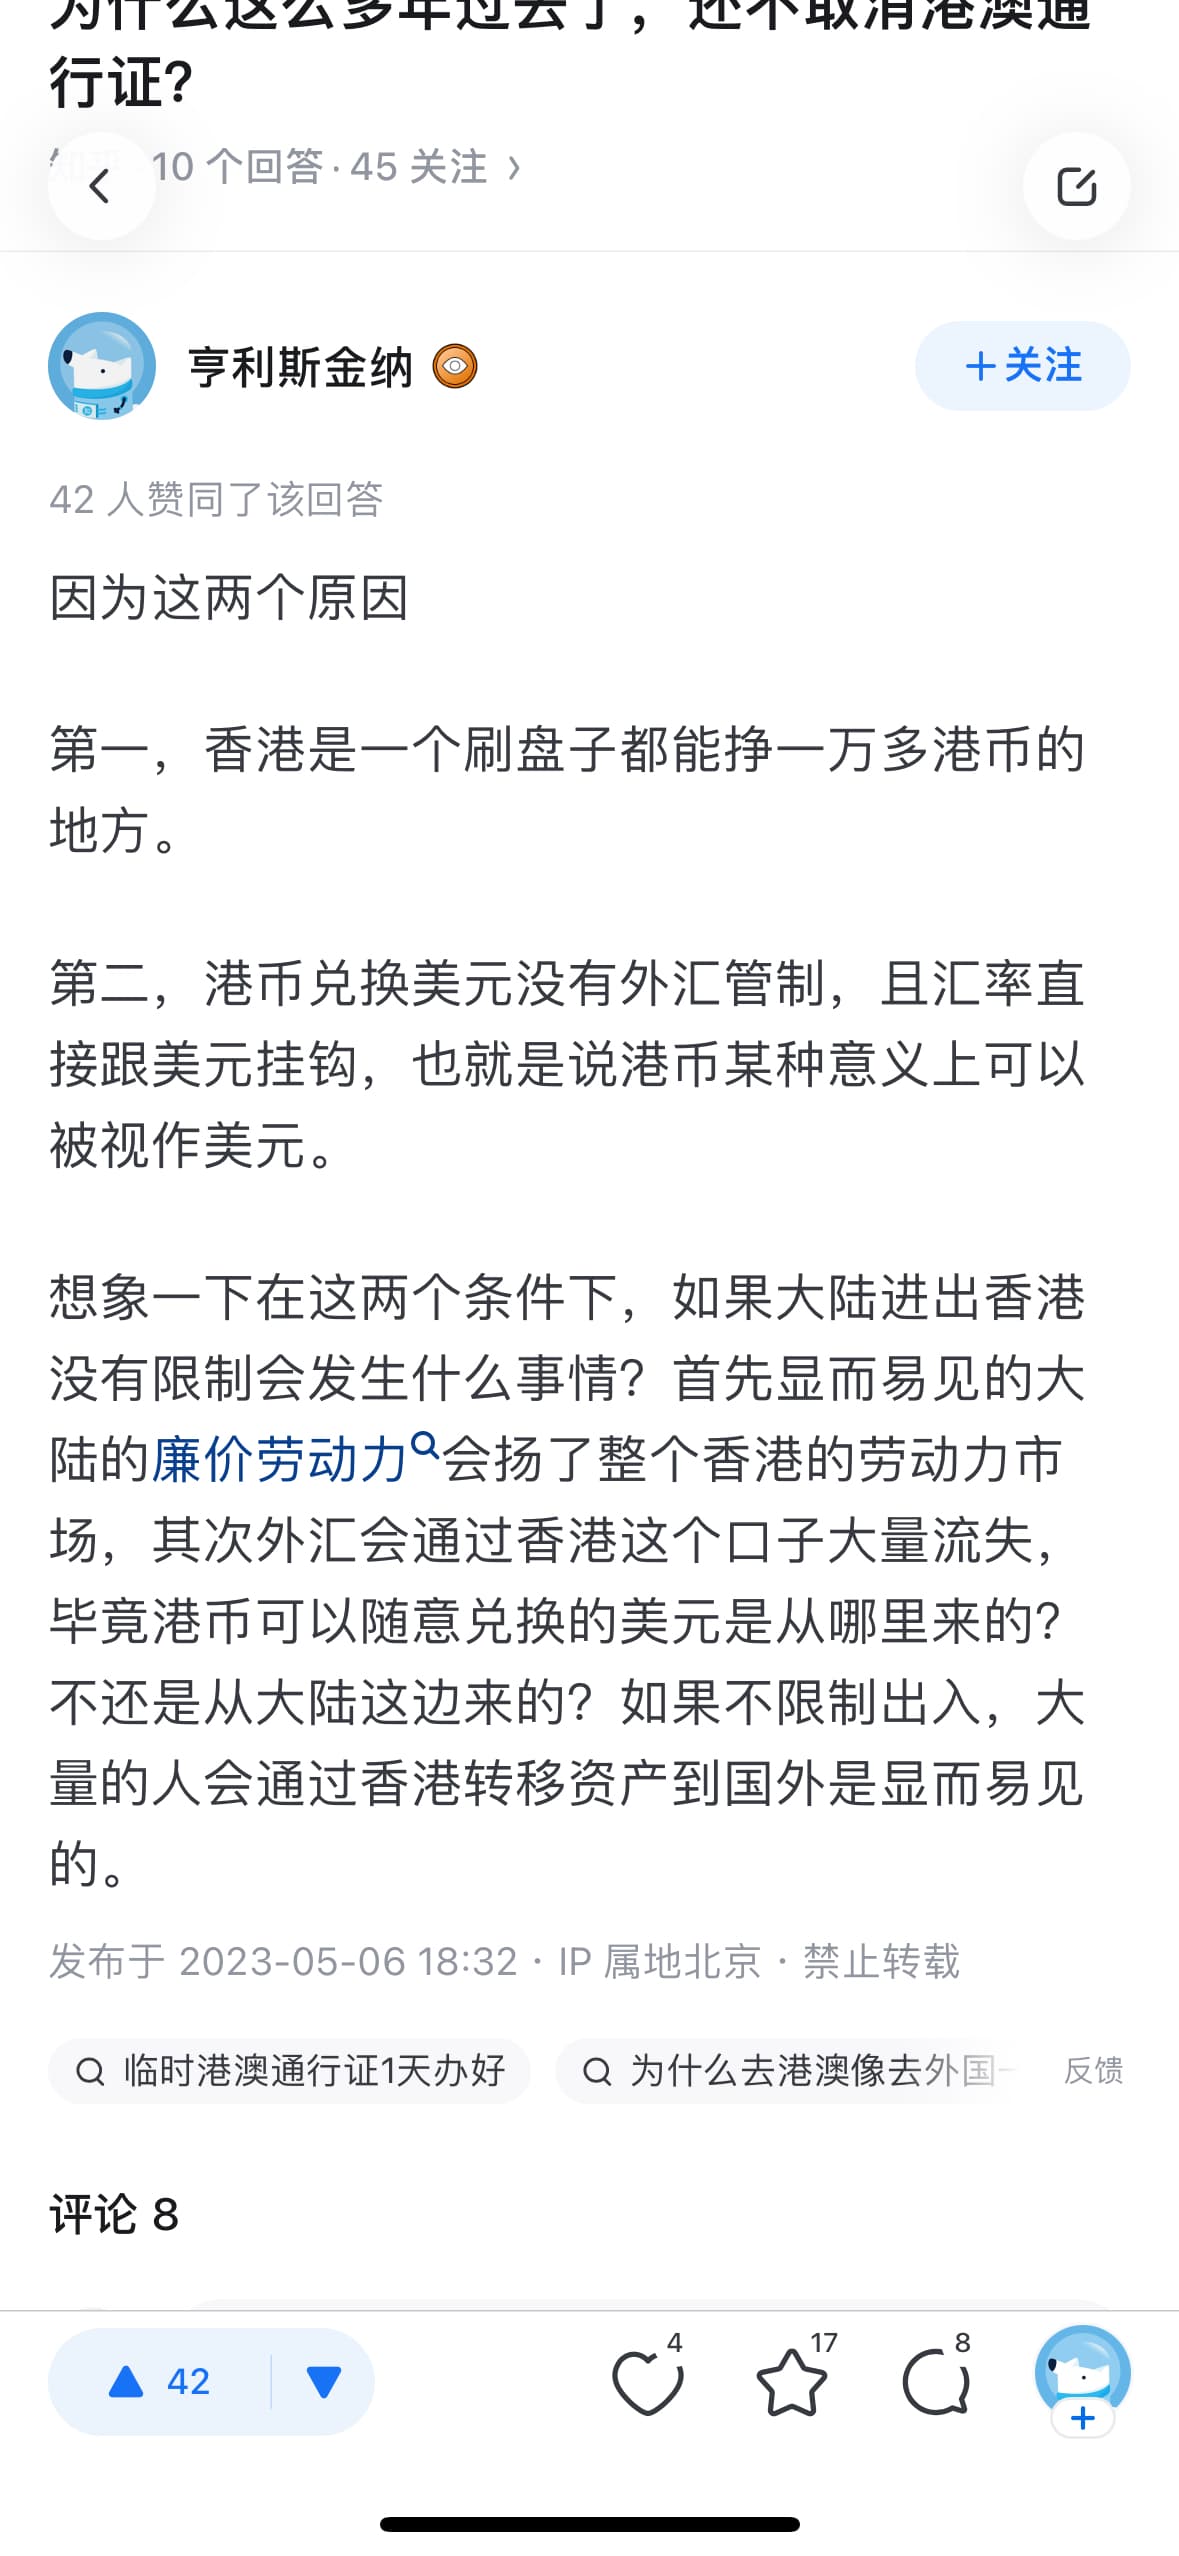 为什么这么多年过去了，还不取消港澳通
行证？
知乎 · 10 个回答 · 45 关注 ›
亨利斯金纳
＋关注
42 人赞同了该回答
因为这两个原因
第一，香港是一个刷盘子都能挣一万多港币的
地方。
第二，港币兑换美元没有外汇管制，且汇率直
接跟美元挂钩，也就是说港币某种意义上可以
被视作美元。
想象一下在这两个条件下，如果大陆进出香港
没有限制会发生什么事情？首先显而易见的大
陆的廉价劳动力会扬了整个香港的劳动力市
场，其次外汇会通过香港这个口子大量流失，
毕竟港币可以随意兑换的美元是从哪里来的？
不还是从大陆这边来的？如果不限制出入，大
量的人会通过香港转移资产到国外是显而易见
的。
发布于 2023-05-06 18:32 · IP 属地北京 · 禁止转载
临时港澳通行证1天办好
为什么去港澳像去外国一
反馈
评论 8
42
4
17
8